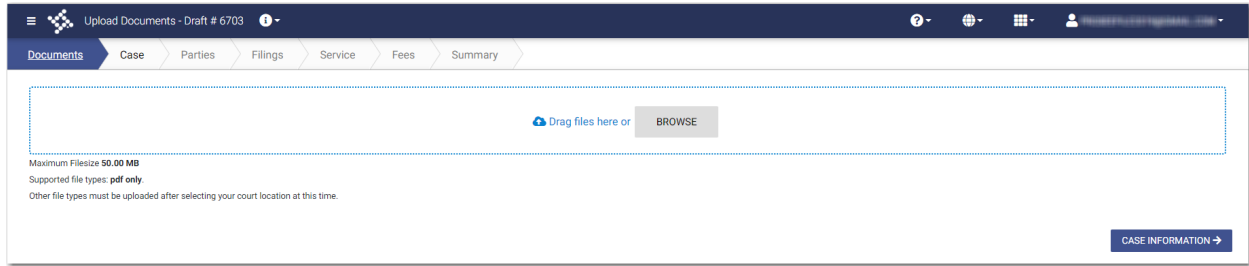 Upload Documents - Draft # 6703
Documents
Case
Parties
Filings
Service
Fees
Summary
Drag files here or
BROWSE
Maximum Filesize 50.00 MB
Supported file types: pdf only.
Other file types must be uploaded after selecting your court location at this time.
CASE INFORMATION